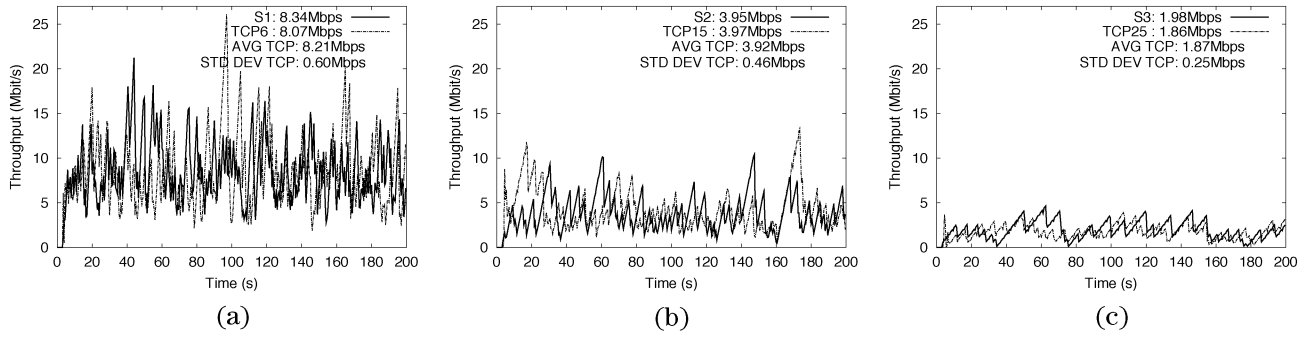 S1: 8.34Mbps
TCP6 : 8.07Mbps
AVG TCP: 8.21Mbps
STD DEV TCP: 0.60Mbps
Throughput (Mbit/s)
25
20
15
10
5
0
0 20 40 60 80 100 120 140 160 180 200
Time (s)
(a)
S2: 3.95Mbps
TCP15 : 3.97Mbps
AVG TCP: 3.92Mbps
STD DEV TCP: 0.46Mbps
Throughput (Mbit/s)
25
20
15
10
5
0
0 20 40 60 80 100 120 140 160 180 200
Time (s)
(b)
S3: 1.98Mbps
TCP25 : 1.86Mbps
AVG TCP: 1.87Mbps
STD DEV TCP: 0.25Mbps
Throughput (Mbit/s)
25
20
15
10
5
0
0 20 40 60 80 100 120 140 160 180 200
Time (s)
(c)